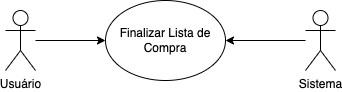 Finalizar Lista de
Compra
Usuário
Sistema